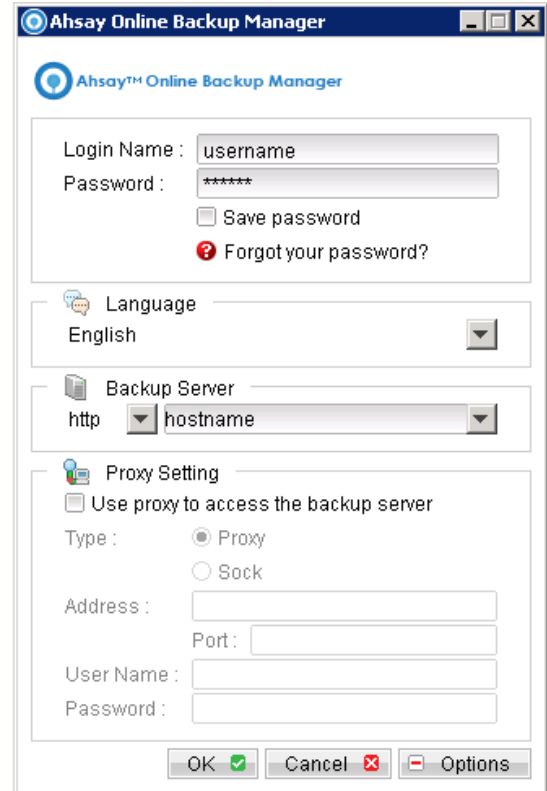 Ahsay Online Backup Manager
Ahsay™ Online Backup Manager
Login Name : username
Password : ******
Save password
Forgot your password?
Language
English
Backup Server
http hostname
Proxy Setting
Use proxy to access the backup server
Type : Proxy
Sock
Address :
Port :
User Name :
Password :
OK Cancel Options